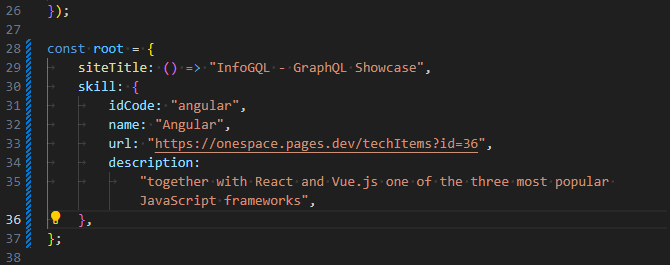 26 });
27
28 const root = {
29 siteTitle: () => "InfoGQL - GraphQL Showcase",
30 skill: {
31 idCode: "angular",
32 name: "Angular",
33 url: "https://onespace.pages.dev/techItems?id=36",
34 description:
35 "together with React and Vue.js one of the three most popular
JavaScript frameworks",
36 },
37 };
38